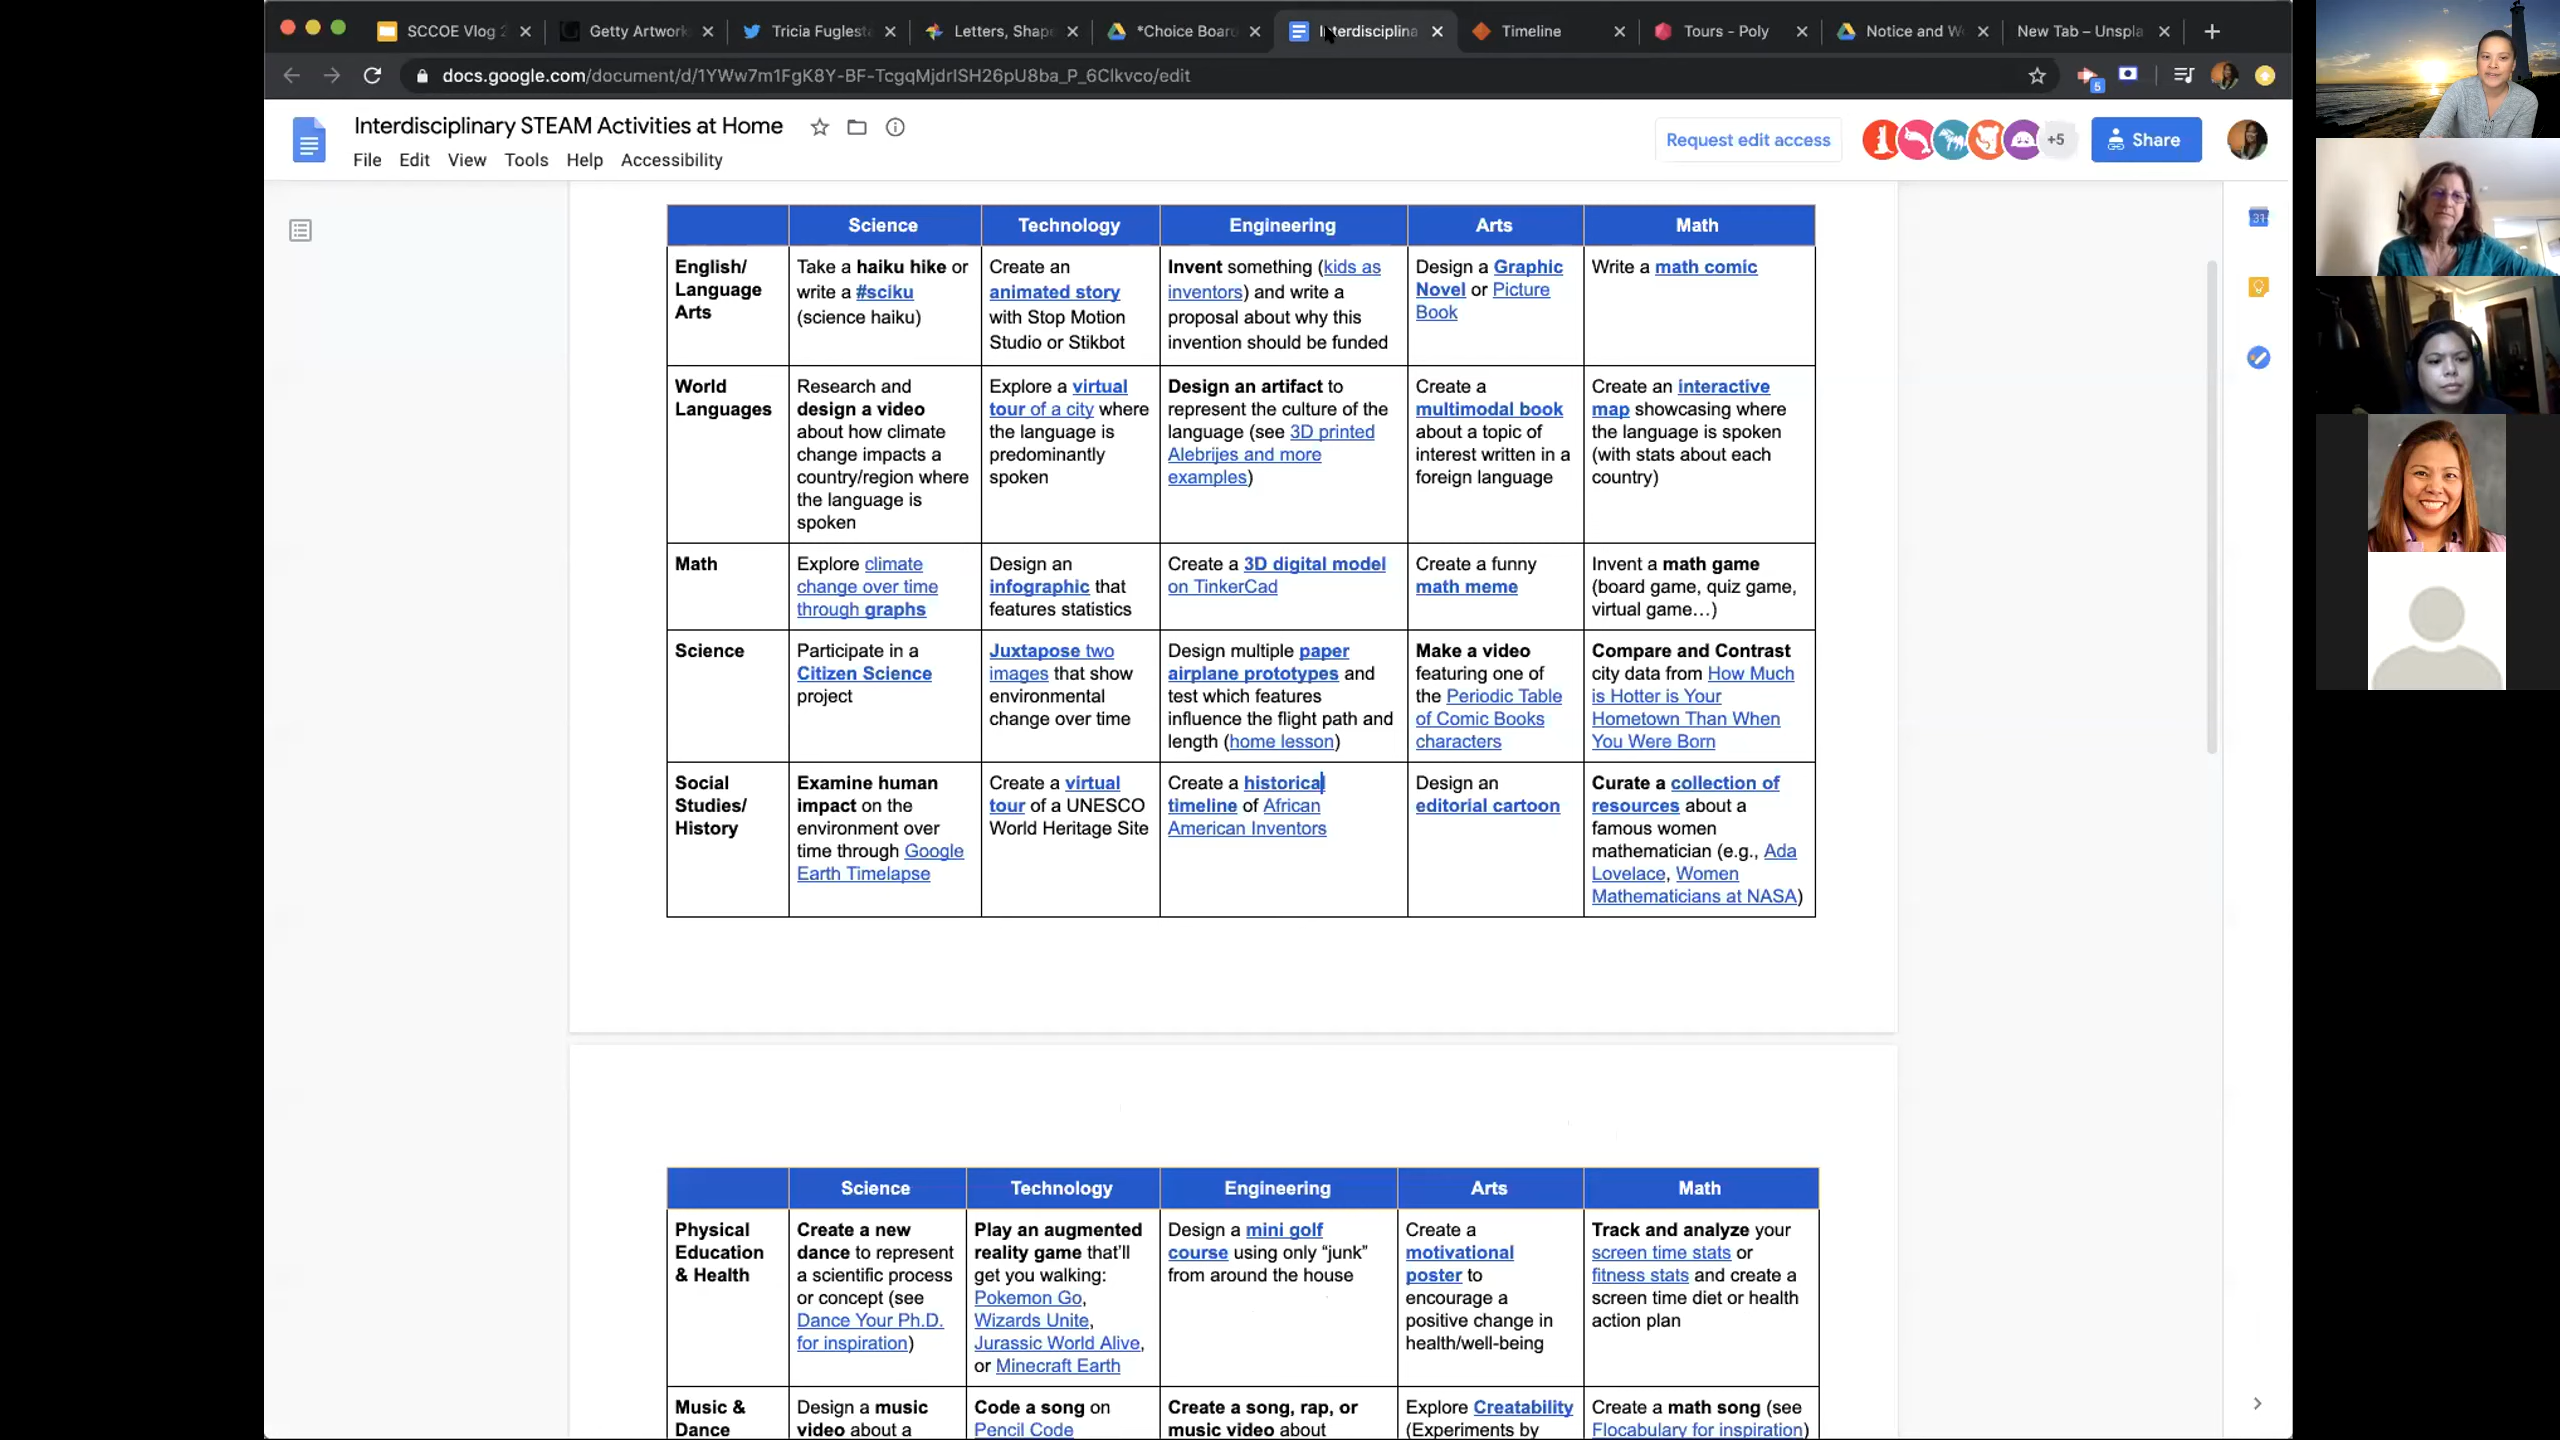 SCCOE Vlog 2
Getty Artwork
Tricia Fuglest
Letters, Shap
*Choice Boar
Interdisciplina
Timeline
Tours - Poly
Notice and W
New Tab – Unspla
docs.google.com/document/d/1YWw7m1FgK8Y-BF-TcgqMjdrISH26pU8ba_P_6Clkvco/edit
5
Interdisciplinary STEAM Activities at Home
Request edit access
+5
Share
File Edit View Tools Help Accessibility
31
Science Technology Engineering Arts Math
English/
Language
Arts
Take a haiku hike or
write a #sciku
(science haiku)
Create an
animated story
with Stop Motion
Studio or Stikbot
Invent something (kids as
inventors) and write a
proposal about why this
invention should be funded
Design a Graphic
Novel or Picture
Book
Write a math comic
World
Languages
Research and
design a video
about how climate
change impacts a
country/region where
the language is
spoken
Explore a virtual
tour of a city where
the language is
predominantly
spoken
Design an artifact to
represent the culture of the
language (see 3D printed
Alebrijes and more
examples)
Create a
multimodal book
about a topic of
interest written in a
foreign language
Create an interactive
map showcasing where
the language is spoken
(with stats about each
country)
Math
Explore climate
change over time
through graphs
Design an
infographic that
features statistics
Create a 3D digital model
on TinkerCad
Create a funny
math meme
Invent a math game
(board game, quiz game,
virtual game…)
Science
Participate in a
Citizen Science
project
Juxtapose two
images that show
environmental
change over time
Design multiple paper
airplane prototypes and
test which features
influence the flight path and
length (home lesson)
Make a video
featuring one of
the Periodic Table
of Comic Books
characters
Compare and Contrast
city data from How Much
is Hotter is Your
Hometown Than When
You Were Born
Social
Studies/
History
Examine human
impact on the
environment over
time through Google
Earth Timelapse
Create a virtual
tour of a UNESCO
World Heritage Site
Create a historical
timeline of African
American Inventors
Design an
editorial cartoon
Curate a collection of
resources about a
famous women
mathematician (e.g., Ada
Lovelace, Women
Mathematicians at NASA)
Science Technology Engineering Arts Math
Physical
Education
& Health
Create a new
dance to represent
a scientific process
or concept (see
Dance Your Ph.D.
for inspiration)
Play an augmented
reality game that'll
get you walking:
Pokemon Go,
Wizards Unite,
Jurassic World Alive,
or Minecraft Earth
Design a mini golf
course using only “junk”
from around the house
Create a
motivational
poster to
encourage a
positive change in
health/well-being
Track and analyze your
screen time stats or
fitness stats and create a
screen time diet or health
action plan
Music &
Dance
Design a music
video about a
Code a song on
Pencil Code
Create a song, rap, or
music video about
Explore Creatability
(Experiments by
Create a math song (see
Flocabulary for inspiration)